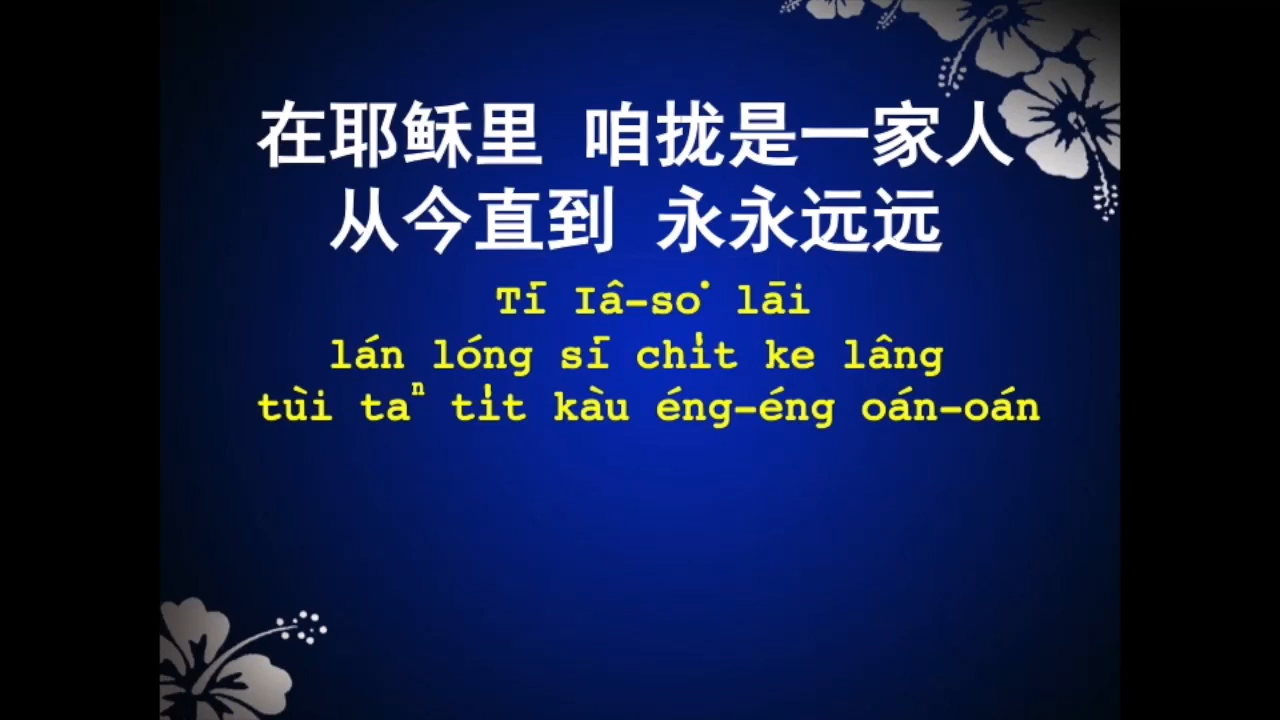 在耶稣里 咱拢是一家人
从今直到 永永远远
Tī Iâ-so͘ lāi
lán lóng sī chi̍t ke lâng
tùi taⁿ ti̍t kàu éng-éng oán-oán